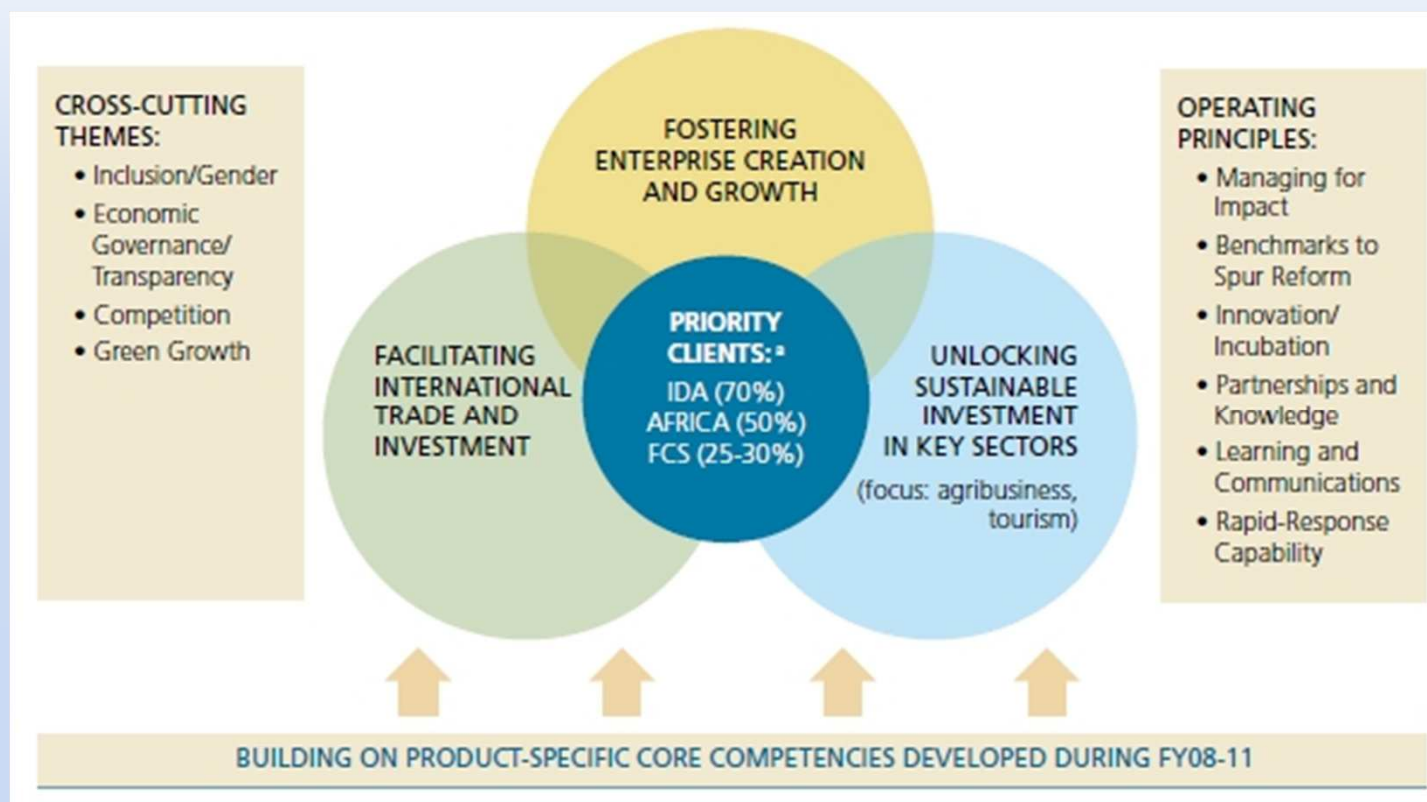 CROSS-CUTTING
THEMES:
• Inclusion/Gender
• Economic
Governance/
Transparency
• Competition
• Green Growth
FOSTERING
ENTERPRISE CREATION
AND GROWTH
FACILITATING
INTERNATIONAL
TRADE AND
INVESTMENT
PRIORITY
CLIENTS: a
IDA (70%)
AFRICA (50%)
FCS (25-30%)
UNLOCKING
SUSTAINABLE
INVESTMENT
IN KEY SECTORS
(focus: agribusiness,
tourism)
OPERATING
PRINCIPLES:
• Managing for
Impact
• Benchmarks to
Spur Reform
• Innovation/
Incubation
• Partnerships and
Knowledge
• Learning and
Communications
• Rapid-Response
Capability
BUILDING ON PRODUCT-SPECIFIC CORE COMPETENCIES DEVELOPED DURING FY08-11